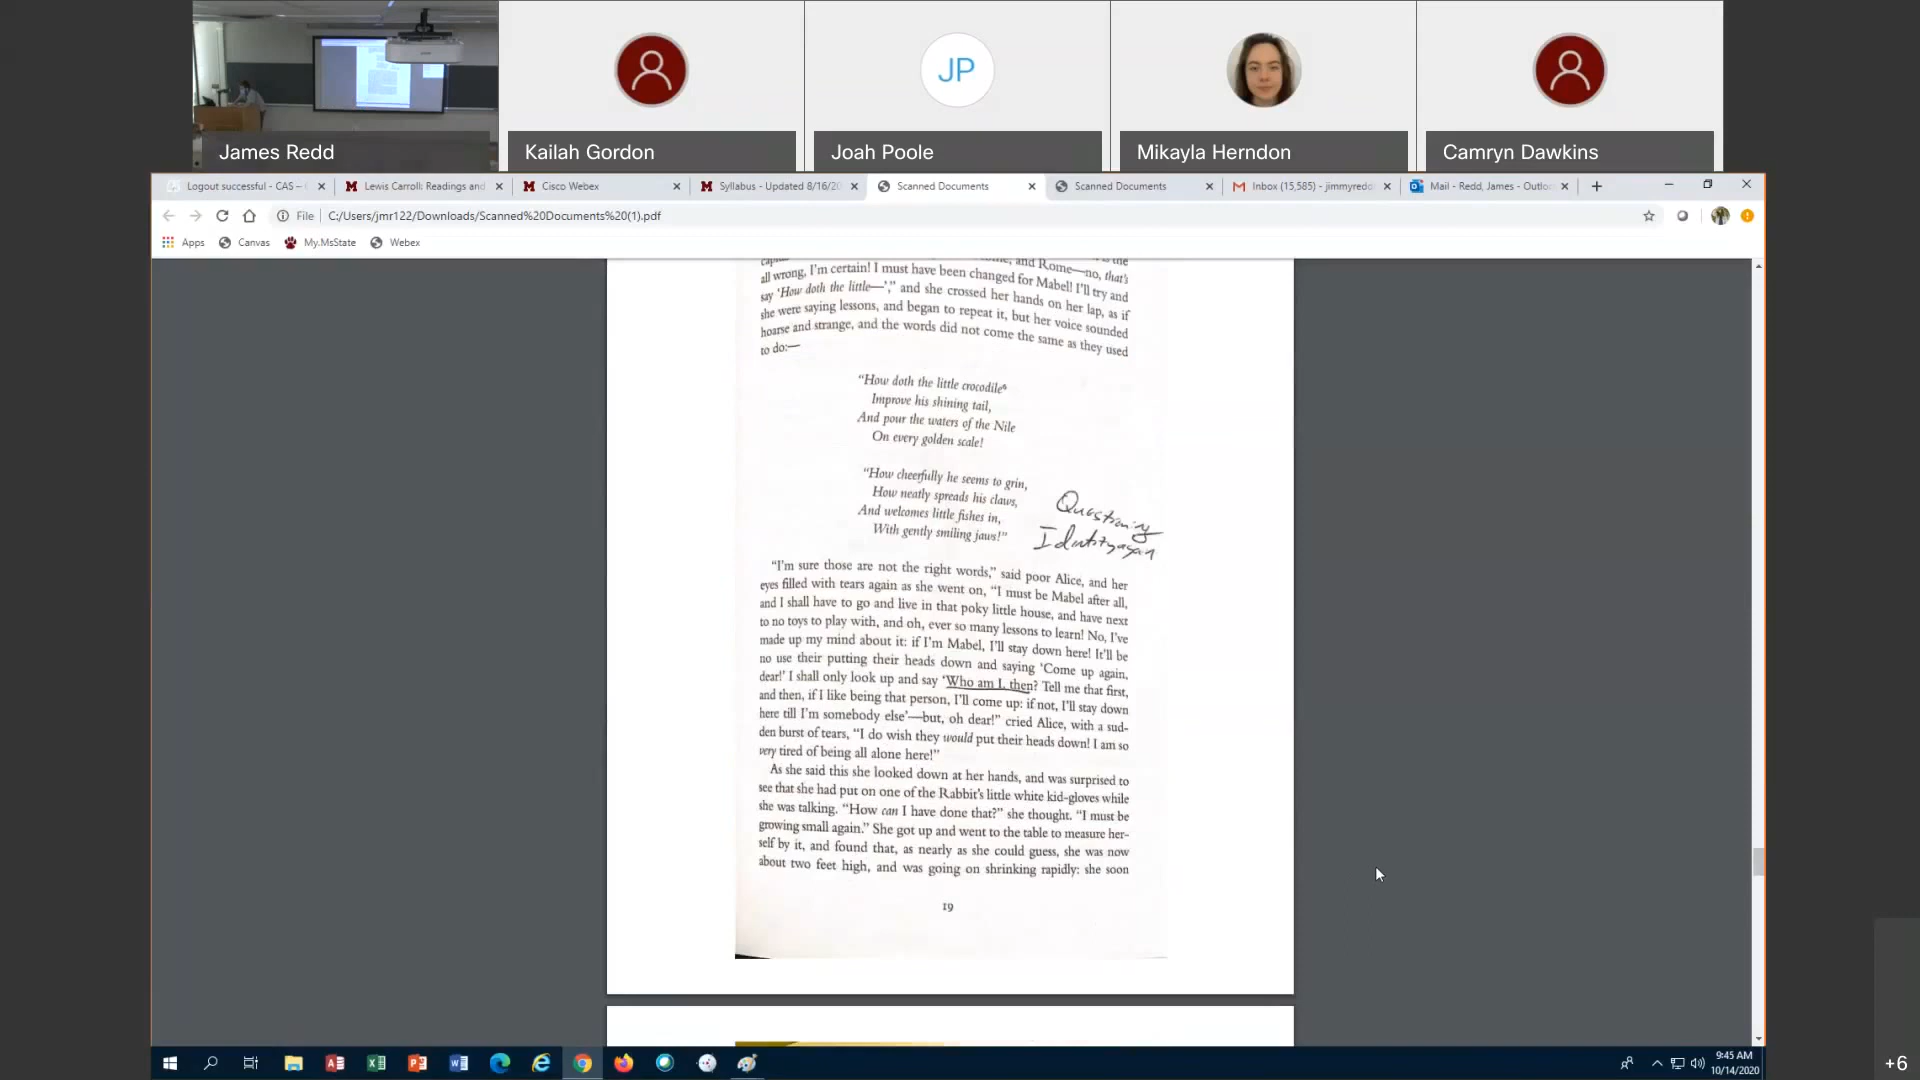 James Redd
Kailah Gordon
JP
Joah Poole
Mikayla Herndon
Camryn Dawkins
Logout successful - CAS –
Lewis Carroll: Readings and
Cisco Webex
Syllabus - Updated 8/16/20
Scanned Documents
Scanned Documents
Inbox (15,585) - jimmyredd
Mail - Redd, James - Outlo
File
C:/Users/jmr122/Downloads/Scanned%20Documents%20(1).pdf
Apps
Canvas
My.MsState
Webex
and Rome—no, that's
all wrong, I'm certain! I must have been changed for Mabel! I'll try and
say 'How doth the little—'," and she crossed her hands on her lap, as if
she were saying lessons, and began to repeat it, but her voice sounded
hoarse and strange, and the words did not come the same as they used
to do:—
"How doth the little crocodile⁶
Improve his shining tail,
And pour the waters of the Nile
On every golden scale!
"How cheerfully he seems to grin,
How neatly spreads his claws,
And welcomes little fishes in,
With gently smiling jaws!"
Questioning
Identity again
"I'm sure those are not the right words," said poor Alice, and her
eyes filled with tears again as she went on, "I must be Mabel after all,
and I shall have to go and live in that poky little house, and have next
to no toys to play with, and oh, ever so many lessons to learn! No, I've
made up my mind about it: if I'm Mabel, I'll stay down here! It'll be
no use their putting their heads down and saying 'Come up again,
dear!' I shall only look up and say 'Who am I, then? Tell me that first,
and then, if I like being that person, I'll come up: if not, I'll stay down
here till I'm somebody else'—but, oh dear!" cried Alice, with a sud-
den burst of tears, "I do wish they would put their heads down! I am so
very tired of being all alone here!"
As she said this she looked down at her hands, and was surprised to
see that she had put on one of the Rabbit's little white kid-gloves while
she was talking. "How can I have done that?" she thought. "I must be
growing small again." She got up and went to the table to measure her-
self by it, and found that, as nearly as she could guess, she was now
about two feet high, and was going on shrinking rapidly: she soon
19
9:45 AM
10/14/2020
+6